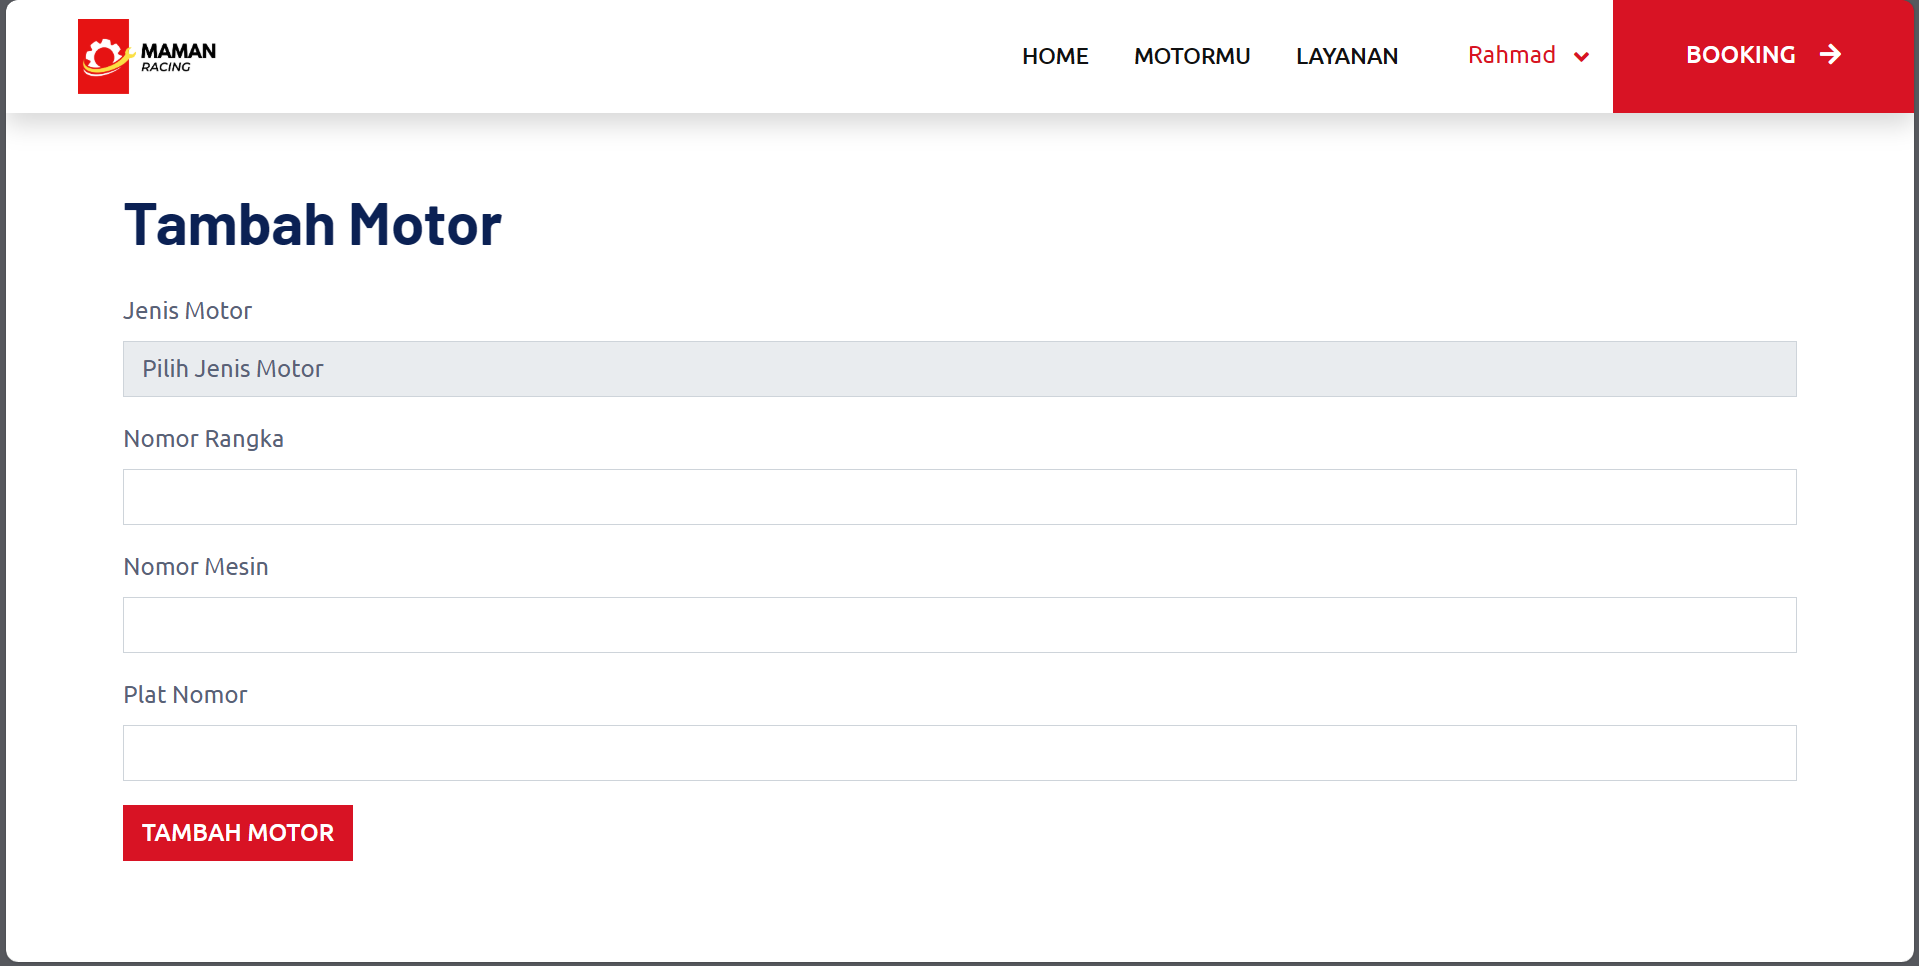 MAMAN
RACING
HOME MOTORMU LAYANAN Rahmad BOOKING
Tambah Motor
Jenis Motor
Pilih Jenis Motor
Nomor Rangka
Nomor Mesin
Plat Nomor
TAMBAH MOTOR